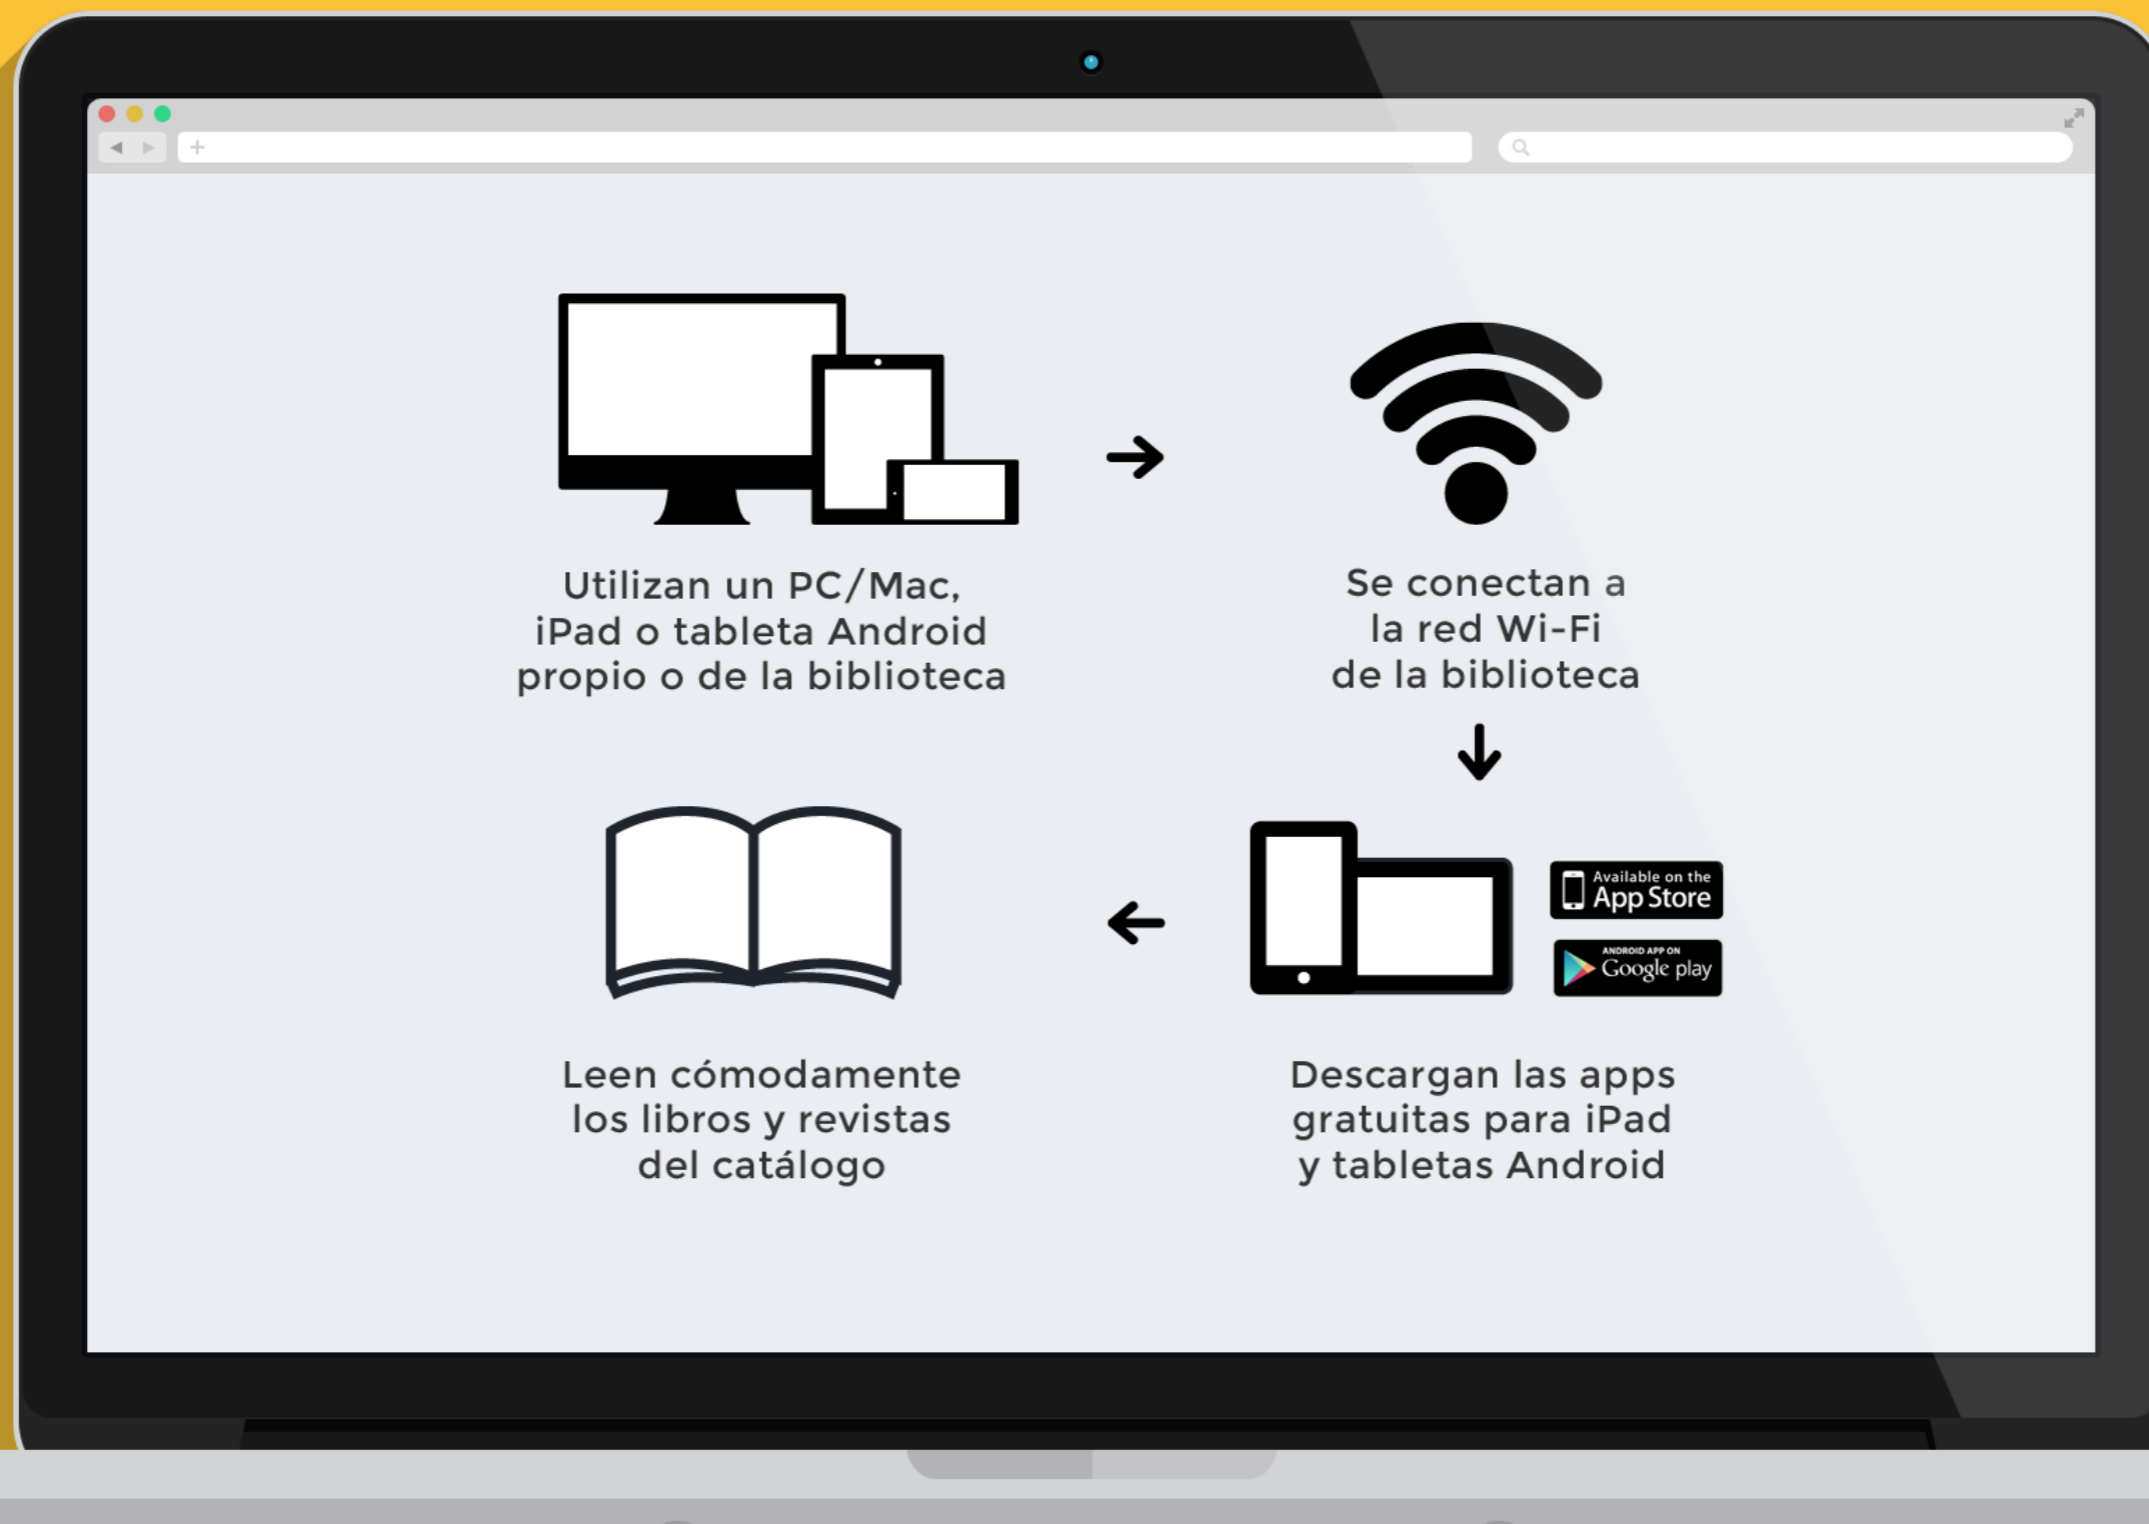 Utilizan un PC/Mac,
iPad o tableta Android
propio o de la biblioteca
Se conectan a
la red Wi-Fi
de la biblioteca
Available on the
App Store
ANDROID APP ON
Google play
Descargan las apps
gratuitas para iPad
y tabletas Android
Leen cómodamente
los libros y revistas
del catálogo